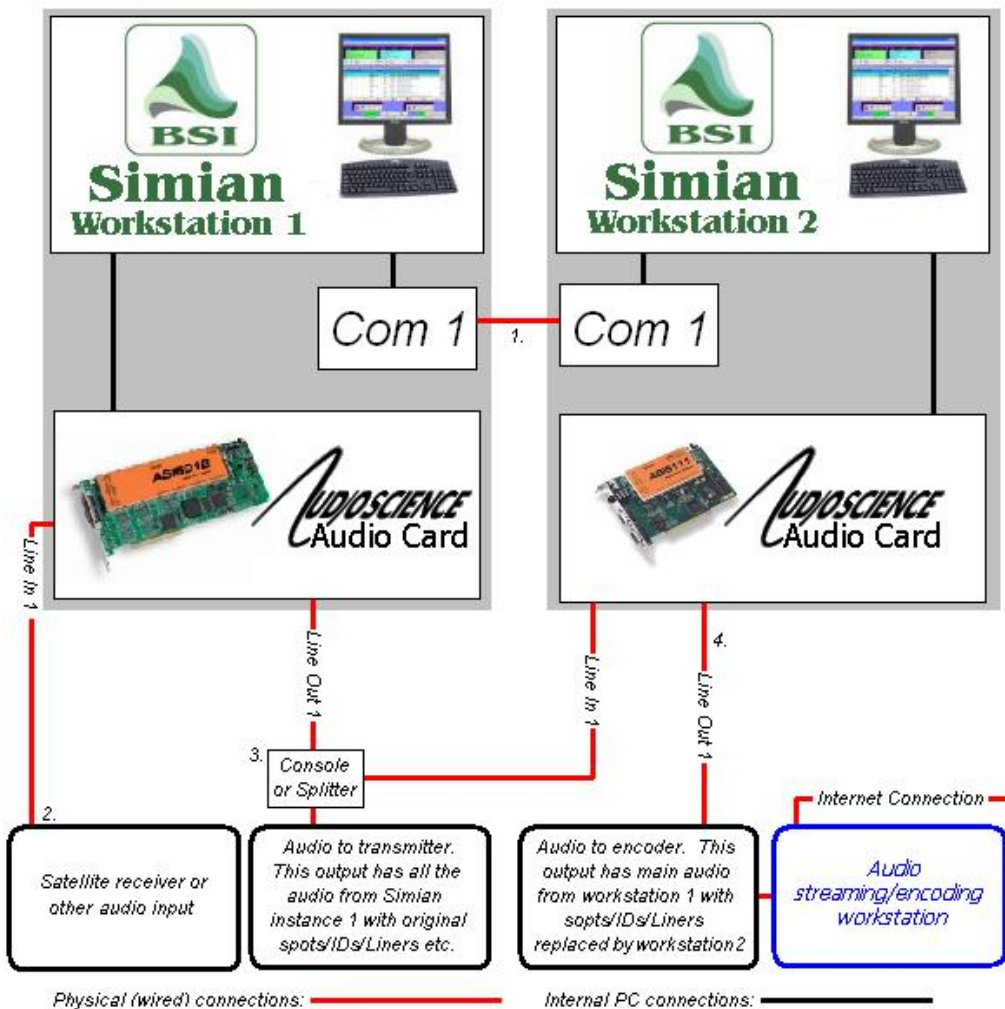 BSI
Simian
Workstation 1
BSI
Simian
Workstation 2
Com 1
1.
Com 1
AUDIOSCIENCE
Audio Card
AUDIOSCIENCE
Audio Card
Line In 1
Line Out 1
Line In 1
4.
Line Out 1
3.
Console
or Splitter
Internet Connection
2.
Satellite receiver or
other audio input
Audio to transmitter.
This output has all the
audio from Simian
instance 1 with original
spots/IDs/Liners etc.
Audio to encoder. This
output has main audio
from workstation 1 with
sopts/IDs/Liners
replaced by workstation2
Audio
streaming/encoding
workstation
Physical (wired) connections:
Internal PC connections: